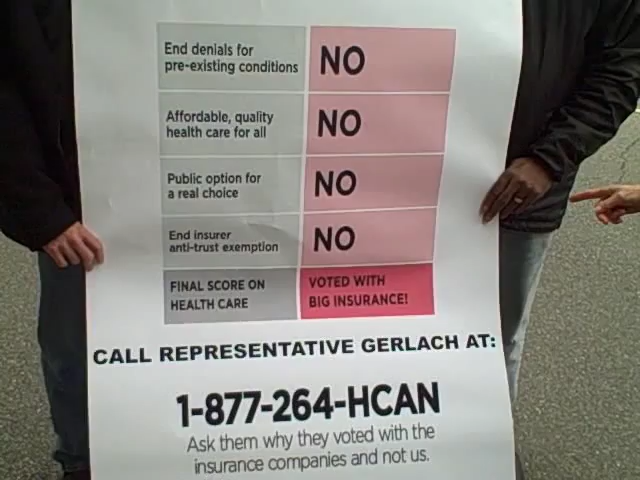 End denials for
pre-existing conditions
NO
Affordable, quality
health care for all
NO
Public option for
a real choice
NO
End insurer
anti-trust exemption
NO
FINAL SCORE ON
HEALTH CARE
VOTED WITH
BIG INSURANCE!
CALL REPRESENTATIVE GERLACH AT:
1-877-264-HCAN
Ask them why they voted with the
insurance companies and not us.